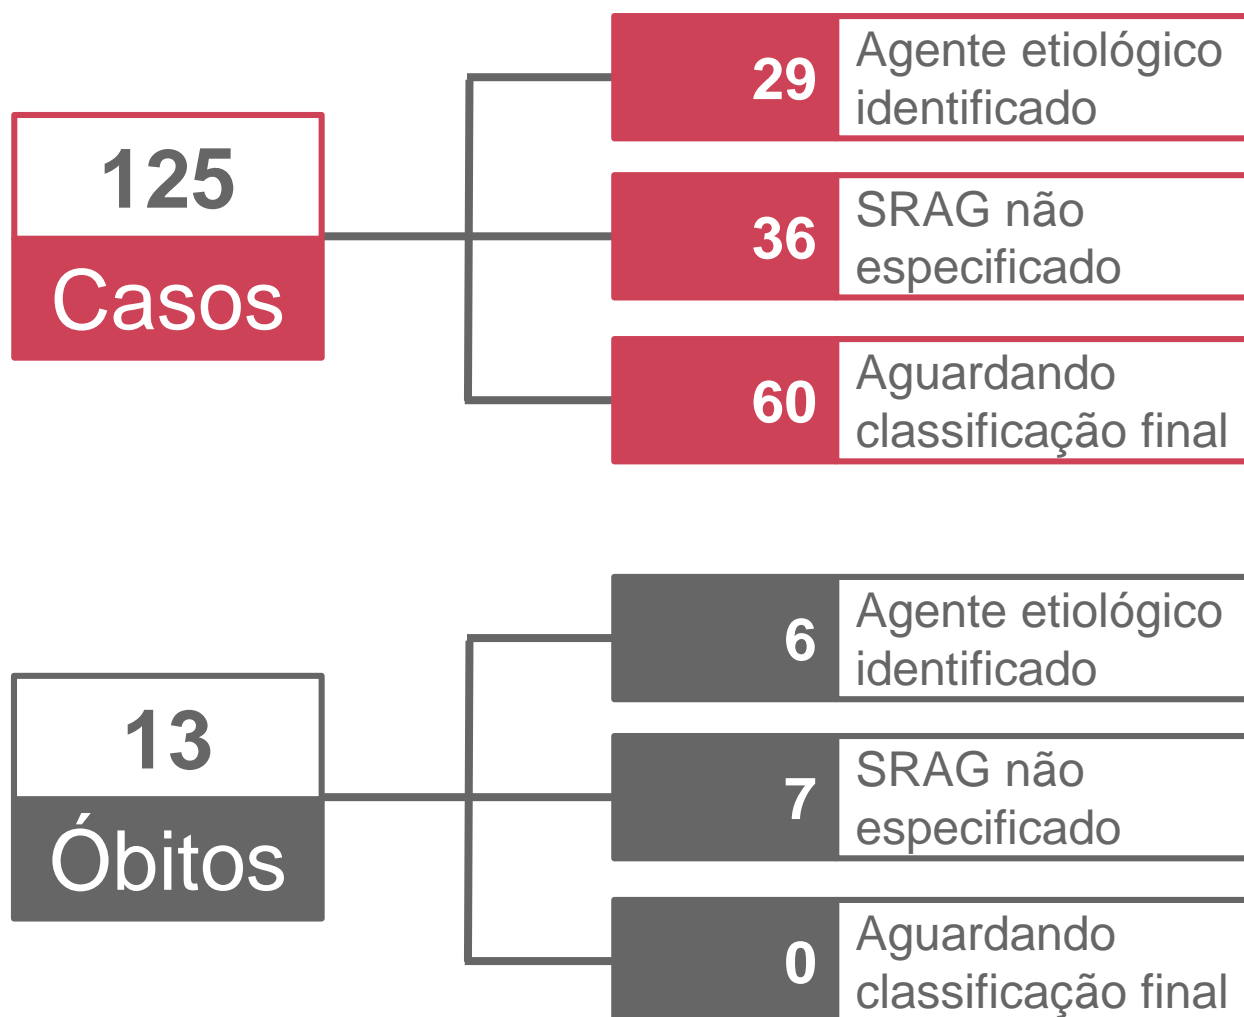 125
Casos
29
Agente etiológico
identificado
36
SRAG não
especificado
60
Aguardando
classificação final
13
Óbitos
6
Agente etiológico
identificado
7
SRAG não
especificado
0
Aguardando
classificação final